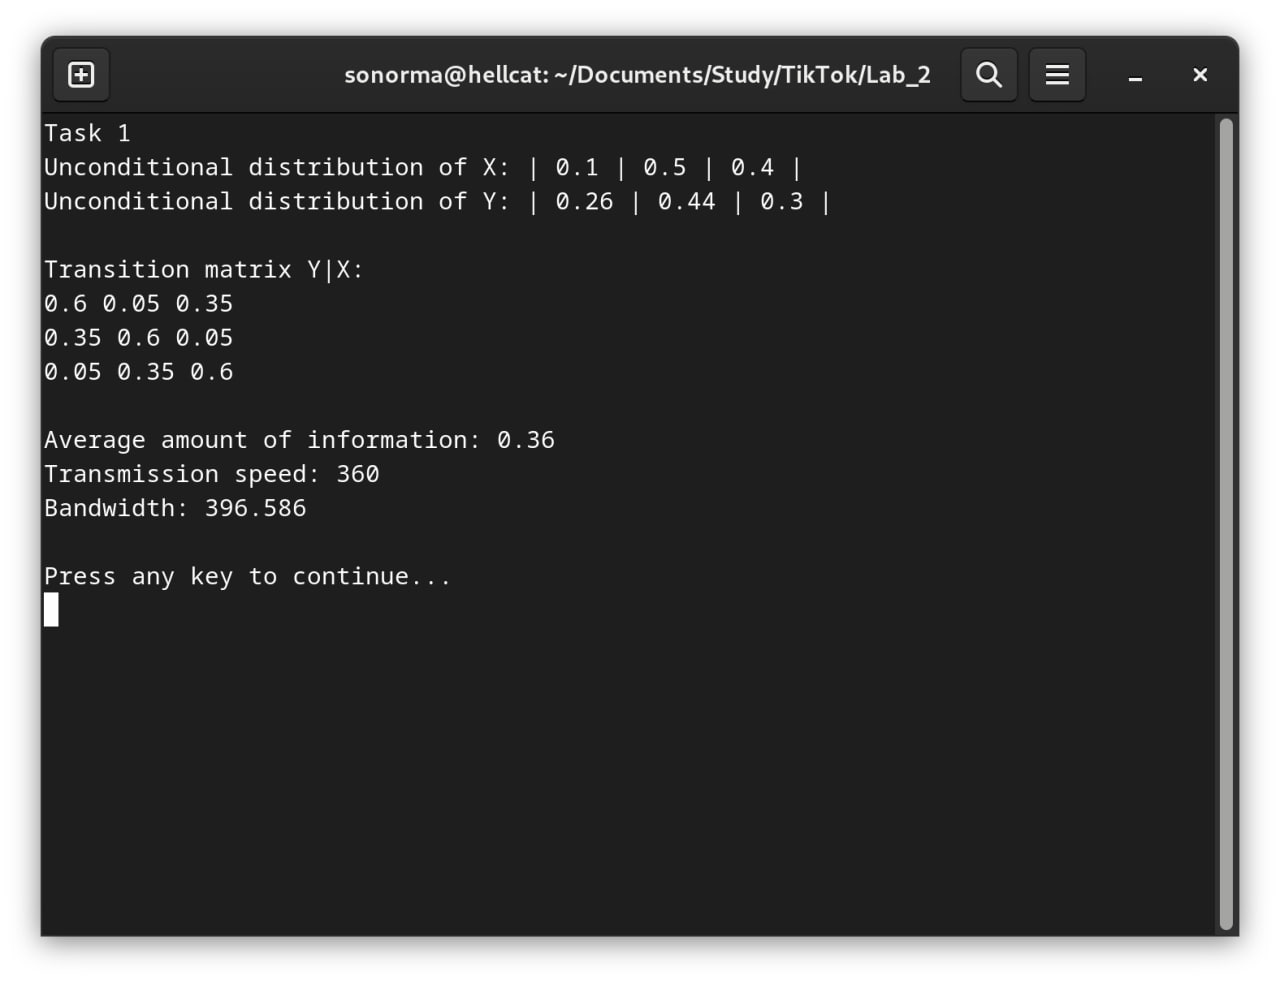 sonorma@hellcat: ~/Documents/Study/TikTok/Lab_2
Task 1
Unconditional distribution of X: | 0.1 | 0.5 | 0.4 |
Unconditional distribution of Y: | 0.26 | 0.44 | 0.3 |
Transition matrix Y|X:
0.6 0.05 0.35
0.35 0.6 0.05
0.05 0.35 0.6
Average amount of information: 0.36
Transmission speed: 360
Bandwidth: 396.586
Press any key to continue...